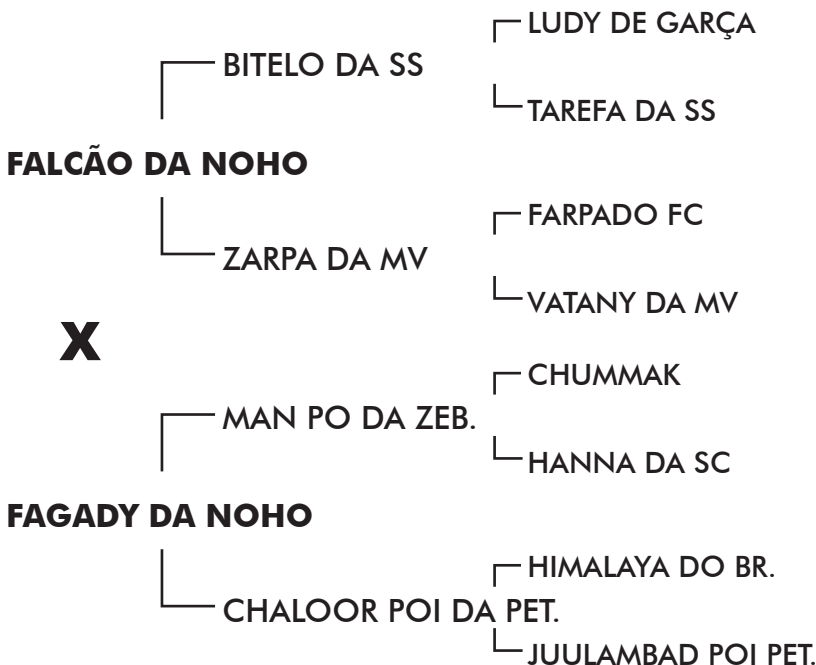 LUDY DE GARÇA
BITELO DA SS
TAREFA DA SS
FALCÃO DA NOHO
FARPADO FC
ZARPA DA MV
VATANY DA MV
X
CHUMMAK
MAN PO DA ZEB.
HANNA DA SC
FAGADY DA NOHO
HIMALAYA DO BR.
CHALOOR POI DA PET.
JUULAMBAD POI PET.